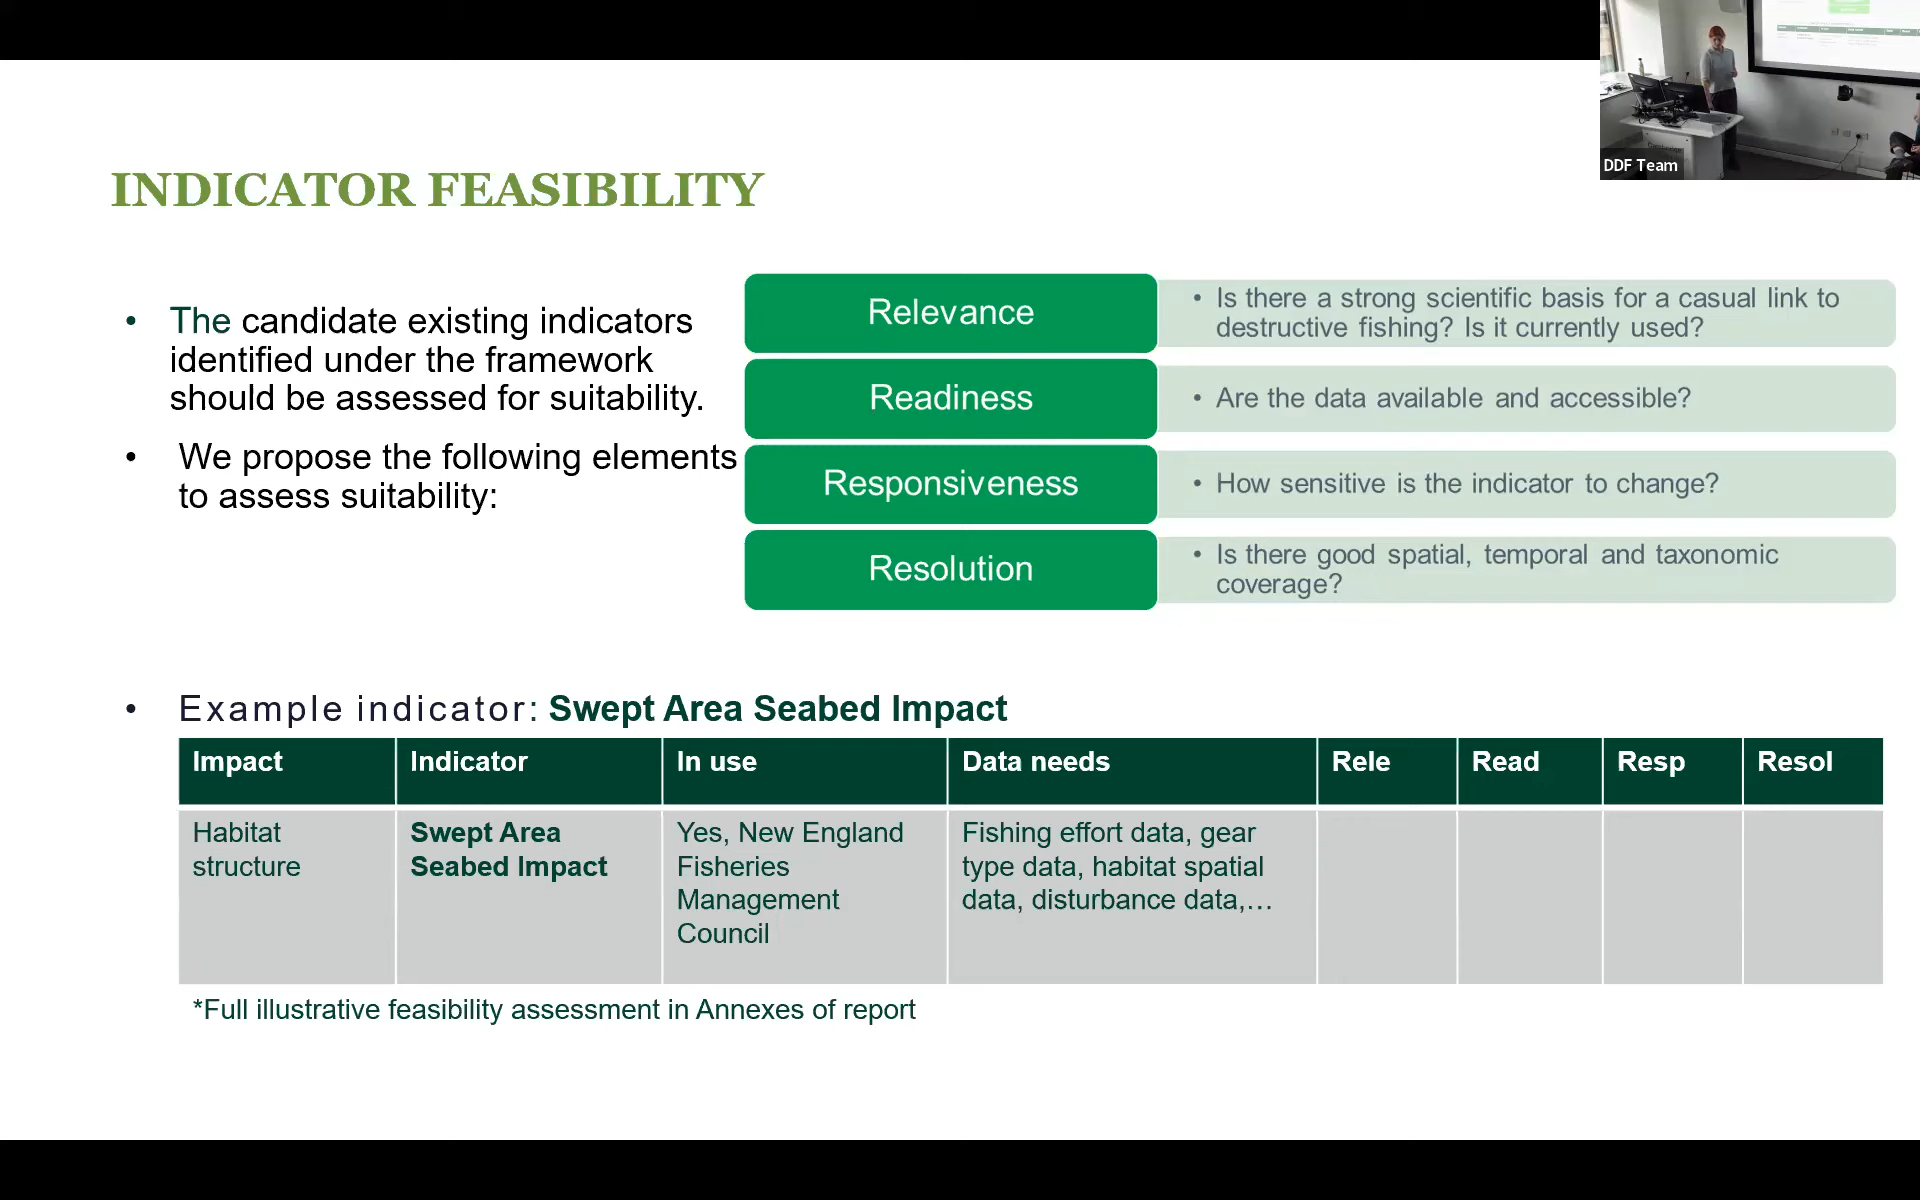 DDF Team
INDICATOR FEASIBILITY
• The candidate existing indicators
identified under the framework
should be assessed for suitability.
• We propose the following elements
to assess suitability:
Relevance
• Is there a strong scientific basis for a casual link to
destructive fishing? Is it currently used?
Readiness
• Are the data available and accessible?
Responsiveness
• How sensitive is the indicator to change?
Resolution
• Is there good spatial, temporal and taxonomic
coverage?
• Example indicator: Swept Area Seabed Impact
Impact Indicator In use Data needs Rele Read Resp Resol
Habitat
structure
Swept Area
Seabed Impact
Yes, New England
Fisheries
Management
Council
Fishing effort data, gear
type data, habitat spatial
data, disturbance data,…
*Full illustrative feasibility assessment in Annexes of report